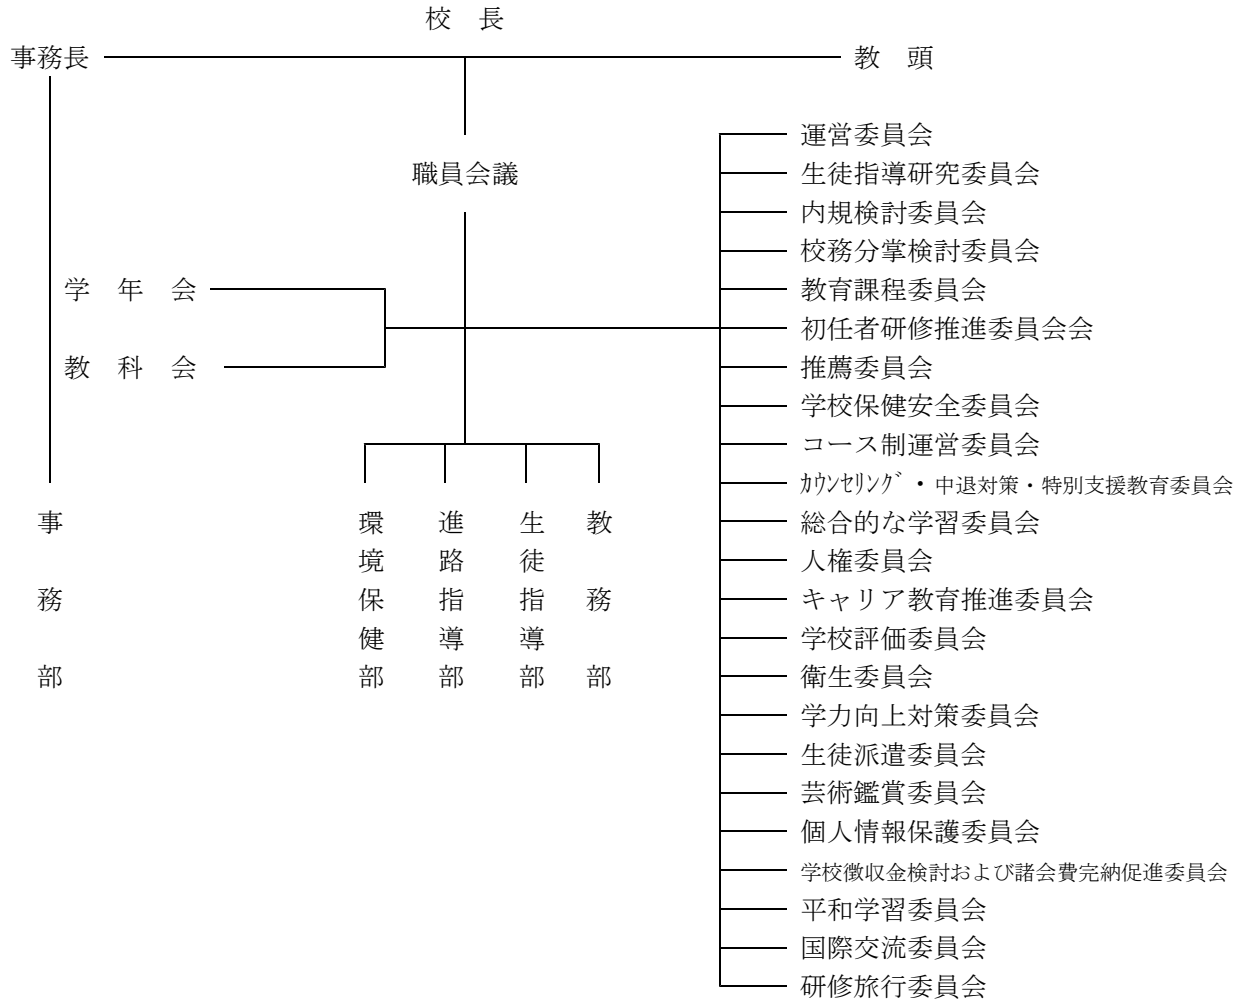 校　長
事務長
教　頭
職員会議
学　年　会
教　科　会
運営委員会
生徒指導研究委員会
内規検討委員会
校務分掌検討委員会
教育課程委員会
初任者研修推進委員会会
推薦委員会
学校保健安全委員会
コース制運営委員会
ｶｳﾝｾﾘﾝｸﾞ・中退対策・特別支援教育委員会
総合的な学習委員会
人権委員会
キャリア教育推進委員会
学校評価委員会
衛生委員会
学力向上対策委員会
生徒派遣委員会
芸術鑑賞委員会
個人情報保護委員会
学校徴収金検討および諸会費完納促進委員会
平和学習委員会
国際交流委員会
研修旅行委員会
事務部
環境保健部
進路指導部
生徒指導部
教務部